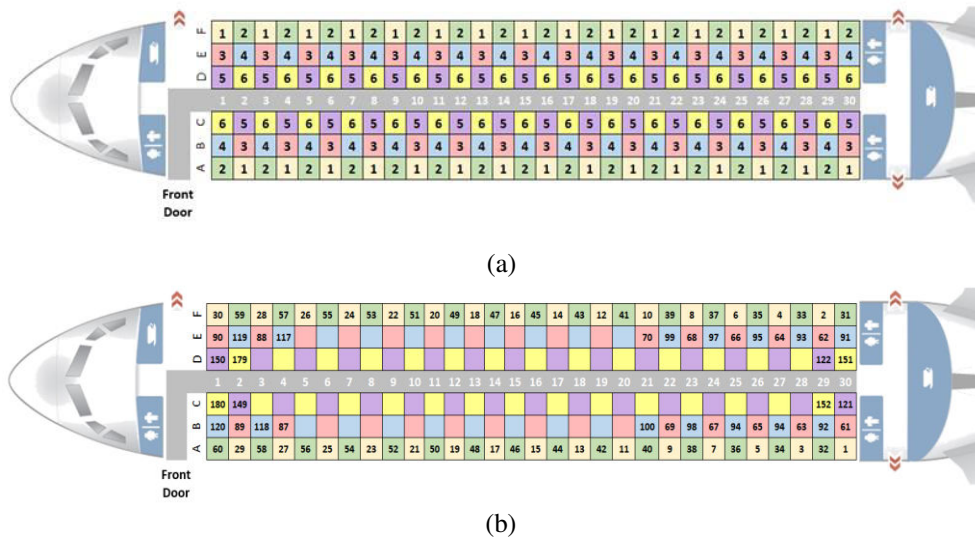 F 1 2 1 2 1 2 1 2 1 2 1 2 1 2 1 2 1 2 1 2 1 2 1 2 1 2 1 2 1 2
E 3 4 3 4 3 4 3 4 3 4 3 4 3 4 3 4 3 4 3 4 3 4 3 4 3 4 3 4 3 4
D 5 6 5 6 5 6 5 6 5 6 5 6 5 6 5 6 5 6 5 6 5 6 5 6 5 6 5 6 5 6
1 2 3 4 5 6 7 8 9 10 11 12 13 14 15 16 17 18 19 20 21 22 23 24 25 26 27 28 29 30
C 6 5 6 5 6 5 6 5 6 5 6 5 6 5 6 5 6 5 6 5 6 5 6 5 6 5 6 5 6 5
B 4 3 4 3 4 3 4 3 4 3 4 3 4 3 4 3 4 3 4 3 4 3 4 3 4 3 4 3 4 3
A 2 1 2 1 2 1 2 1 2 1 2 1 2 1 2 1 2 1 2 1 2 1 2 1 2 1 2 1 2 1
Front
Door
(a)
F 30 59 28 57 26 55 24 53 22 51 20 49 18 47 16 45 14 43 12 41 10 39 8 37 6 35 4 33 2 31
E 90 119 88 117 70 99 68 97 66 95 64 93 62 91
D 150 179 122 151
1 2 3 4 5 6 7 8 9 10 11 12 13 14 15 16 17 18 19 20 21 22 23 24 25 26 27 28 29 30
C 180 149 152 121
B 120 89 118 87 100 69 98 67 94 65 94 63 92 61
A 60 29 58 27 56 25 54 23 52 21 50 19 48 17 46 15 44 13 42 11 40 9 38 7 36 5 34 3 32 1
Front
Door
(b)